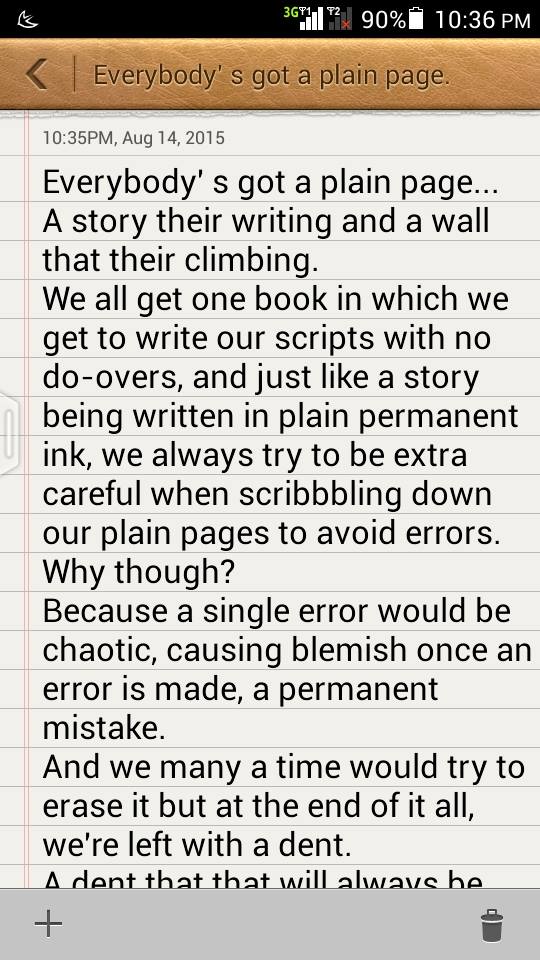 3G T1 T2 90% 10:36 PM
Everybody' s got a plain page.
10:35PM, Aug 14, 2015
Everybody' s got a plain page...
A story their writing and a wall
that their climbing.
We all get one book in which we
get to write our scripts with no
do-overs, and just like a story
being written in plain permanent
ink, we always try to be extra
careful when scribbbling down
our plain pages to avoid errors.
Why though?
Because a single error would be
chaotic, causing blemish once an
error is made, a permanent
mistake.
And we many a time would try to
erase it but at the end of it all,
we're left with a dent.
A dent that that will always be